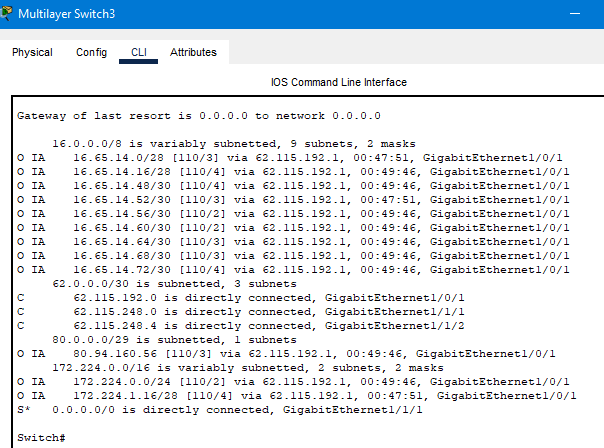 Multilayer Switch3
Physical Config CLI Attributes
IOS Command Line Interface
Gateway of last resort is 0.0.0.0 to network 0.0.0.0
16.0.0.0/8 is variably subnetted, 9 subnets, 2 masks
O IA 16.65.14.0/28 [110/3] via 62.115.192.1, 00:47:51, GigabitEthernet1/0/1
O IA 16.65.14.16/28 [110/4] via 62.115.192.1, 00:49:46, GigabitEthernet1/0/1
O IA 16.65.14.48/30 [110/4] via 62.115.192.1, 00:49:46, GigabitEthernet1/0/1
O IA 16.65.14.52/30 [110/3] via 62.115.192.1, 00:47:51, GigabitEthernet1/0/1
O IA 16.65.14.56/30 [110/2] via 62.115.192.1, 00:49:46, GigabitEthernet1/0/1
O IA 16.65.14.60/30 [110/2] via 62.115.192.1, 00:49:46, GigabitEthernet1/0/1
O IA 16.65.14.64/30 [110/3] via 62.115.192.1, 00:49:46, GigabitEthernet1/0/1
O IA 16.65.14.68/30 [110/3] via 62.115.192.1, 00:49:46, GigabitEthernet1/0/1
O IA 16.65.14.72/30 [110/4] via 62.115.192.1, 00:49:46, GigabitEthernet1/0/1
62.0.0.0/30 is subnetted, 3 subnets
C 62.115.192.0 is directly connected, GigabitEthernet1/0/1
C 62.115.248.0 is directly connected, GigabitEthernet1/1/1
C 62.115.248.4 is directly connected, GigabitEthernet1/1/2
80.0.0.0/29 is subnetted, 1 subnets
O IA 80.94.160.56 [110/3] via 62.115.192.1, 00:49:46, GigabitEthernet1/0/1
172.224.0.0/16 is variably subnetted, 2 subnets, 2 masks
O IA 172.224.0.0/24 [110/2] via 62.115.192.1, 00:49:46, GigabitEthernet1/0/1
O IA 172.224.1.16/28 [110/4] via 62.115.192.1, 00:47:51, GigabitEthernet1/0/1
S* 0.0.0.0/0 is directly connected, GigabitEthernet1/1/1
Switch#